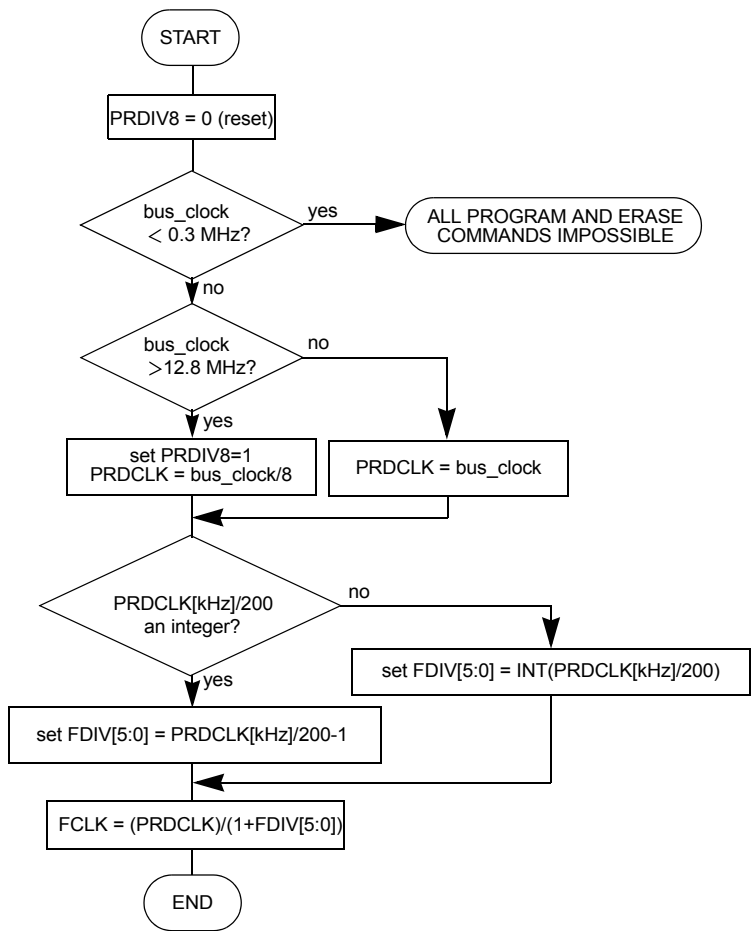 START
PRDIV8 = 0 (reset)
bus_clock
< 0.3 MHz?
yes
ALL PROGRAM AND ERASE
COMMANDS IMPOSSIBLE
no
bus_clock
>12.8 MHz?
no
yes
set PRDIV8=1
PRDCLK = bus_clock/8
PRDCLK = bus_clock
PRDCLK[kHz]/200
an integer?
no
yes
set FDIV[5:0] = INT(PRDCLK[kHz]/200)
set FDIV[5:0] = PRDCLK[kHz]/200-1
FCLK = (PRDCLK)/(1+FDIV[5:0])
END